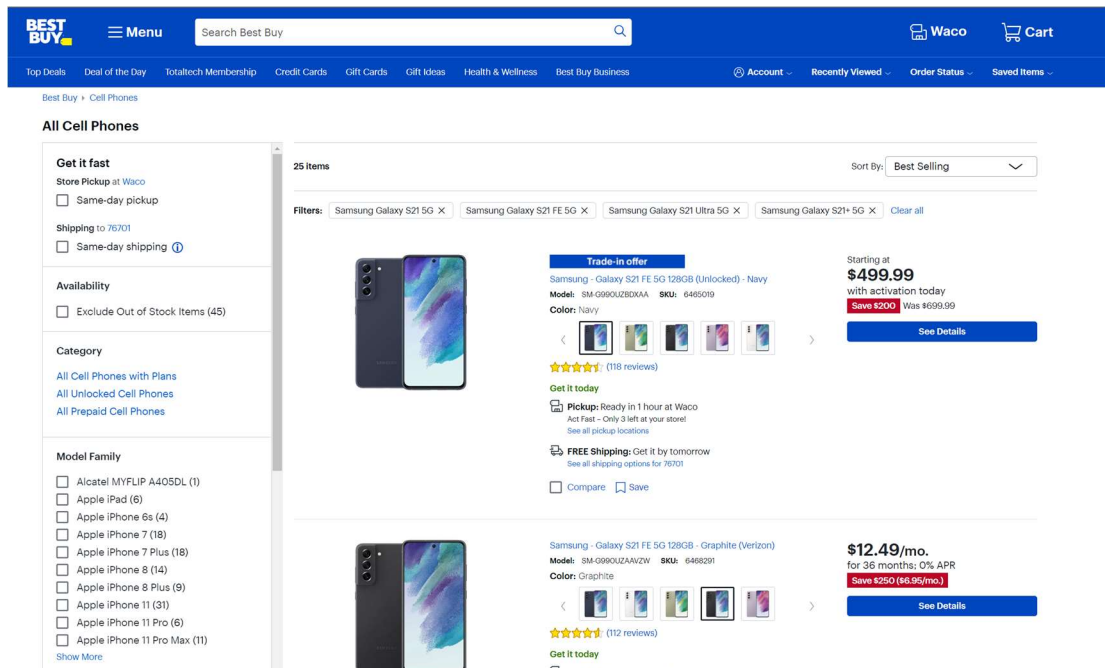 BEST BUY
Menu
Search Best Buy
Waco
Cart
Top Deals Deal of the Day Totaltech Membership Credit Cards Gift Cards Gift Ideas Health & Wellness Best Buy Business Account Recently Viewed Order Status Saved Items
Best Buy Cell Phones
All Cell Phones
Get it fast
Store Pickup at Waco
Same-day pickup
Shipping to 76701
Same-day shipping
Availability
Exclude Out of Stock Items (45)
Category
All Cell Phones with Plans
All Unlocked Cell Phones
All Prepaid Cell Phones
Model Family
Alcatel MYFLIP A405DL (1)
Apple iPad (6)
Apple iPhone 6s (4)
Apple iPhone 7 (18)
Apple iPhone 7 Plus (18)
Apple iPhone 8 (14)
Apple iPhone 8 Plus (9)
Apple iPhone 11 (31)
Apple iPhone 11 Pro (6)
Apple iPhone 11 Pro Max (11)
Show More
25 items
Sort By: Best Selling
Filters: Samsung Galaxy S21 5G X Samsung Galaxy S21 FE 5G X Samsung Galaxy S21 Ultra 5G X Samsung Galaxy S21+ 5G X Clear all
Trade-in offer
Samsung - Galaxy S21 FE 5G 128GB (Unlocked) - Navy
Model: SM-G990UZBDXAA SKU: 6465019
Color: Navy
(118 reviews)
Get it today
Pickup: Ready in 1 hour at Waco
Act Fast – Only 3 left at your store!
See all pickup locations
FREE Shipping: Get it by tomorrow
See all shipping options for 76701
Compare Save
Starting at
$499.99
with activation today
Save $200 Was $699.99
See Details
Samsung - Galaxy S21 FE 5G 128GB - Graphite (Verizon)
Model: SM-G990UZAAVZW SKU: 6468291
Color: Graphite
(112 reviews)
Get it today
$12.49/mo.
for 36 months; 0% APR
Save $250 ($6.95/mo.)
See Details